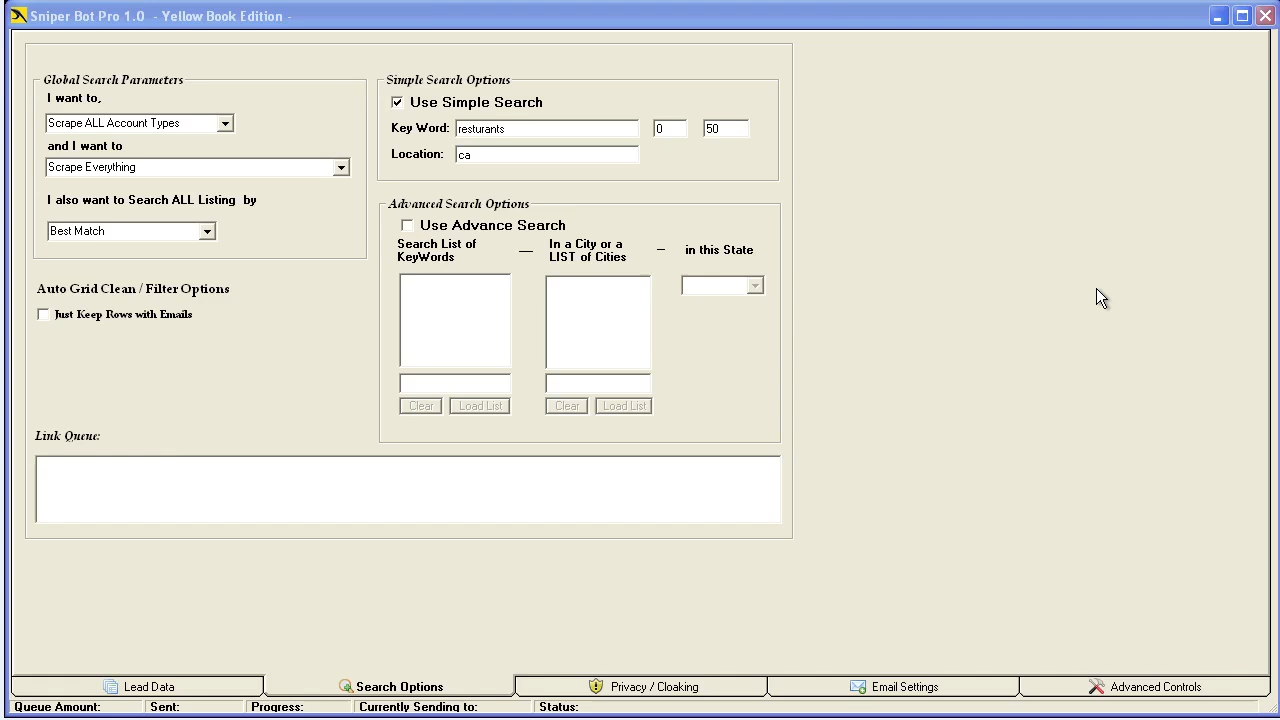 Sniper Bot Pro 1.0 - Yellow Book Edition -
Global Search Parameters
I want to,
Scrape ALL Account Types
and I want to
Scrape Everything
I also want to Search ALL Listing by
Best Match
Auto Grid Clean / Filter Options
Just Keep Rows with Emails
Simple Search Options
Use Simple Search
Key Word: resturants 0 50
Location: ca
Advanced Search Options
Use Advance Search
Search List of
KeyWords
—
In a City or a
LIST of Cities
–
in this State
Clear Load List Clear Load List
Link Queue:
Lead Data Search Options Privacy / Cloaking Email Settings Advanced Controls
Queue Amount: Sent: Progress: Currently Sending to: Status: